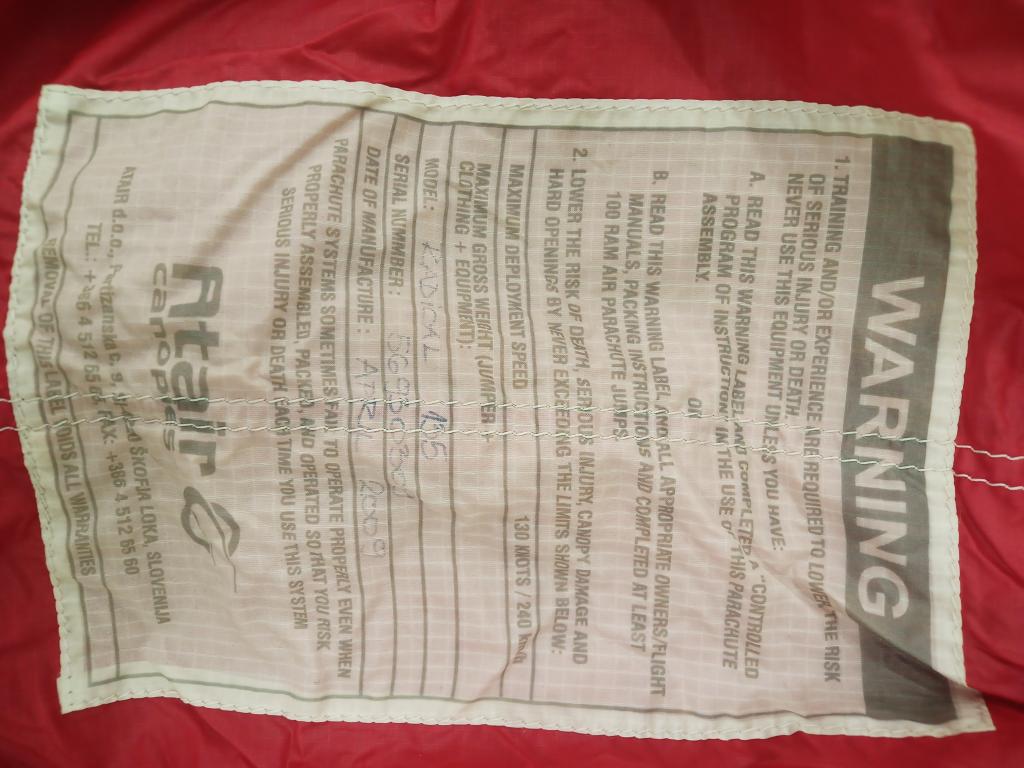 WARNING
1. TRAINING AND/OR EXPERIENCE ARE REQUIRED TO LOWER THE RISK
OF SERIOUS INJURY OR DEATH.
NEVER USE THIS EQUIPMENT UNLESS YOU HAVE:
A. READ THIS WARNING LABEL AND COMPLETED A "CONTROLLED
PROGRAM OF INSTRUCTION" IN THE USE OF THIS PARACHUTE
ASSEMBLY.
OR
B. READ THIS WARNING LABEL AND ALL APPROPRIATE OWNERS/FLIGHT
MANUALS, PACKING INSTRUCTIONS AND COMPLETED AT LEAST
100 RAM AIR PARACHUTE JUMPS.
2. LOWER THE RISK OF DEATH, SERIOUS INJURY, CANOPY DAMAGE AND
HARD OPENINGS BY NEVER EXCEEDING THE LIMITS SHOWN BELOW:
MAXIMUM DEPLOYMENT SPEED 130 KNOTS / 240 km/h
MAXIMUM GROSS WEIGHT (JUMPER +
CLOTHING + EQUIPMENT):
MODEL: RADICAL 105
SERIAL NUMMBER:
DATE OF MANUFACTURE: APRIL 2009
PARACHUTE SYSTEMS SOMETIMES FAIL TO OPERATE PROPERLY EVEN WHEN
PROPERLY ASSEMBLED, PACKED, AND OPERATED SO THAT YOU RISK
SERIOUS INJURY OR DEATH EACH TIME YOU USE THIS SYSTEM
Atair
canopies
ATAIR d.o.o., ŠKOFJA LOKA, SLOVENIJA
TEL.: +386 4 512 FAX: +386 4 512 65 60
REMOVAL OF THIS LABEL VOIDS ALL WARRANTIES